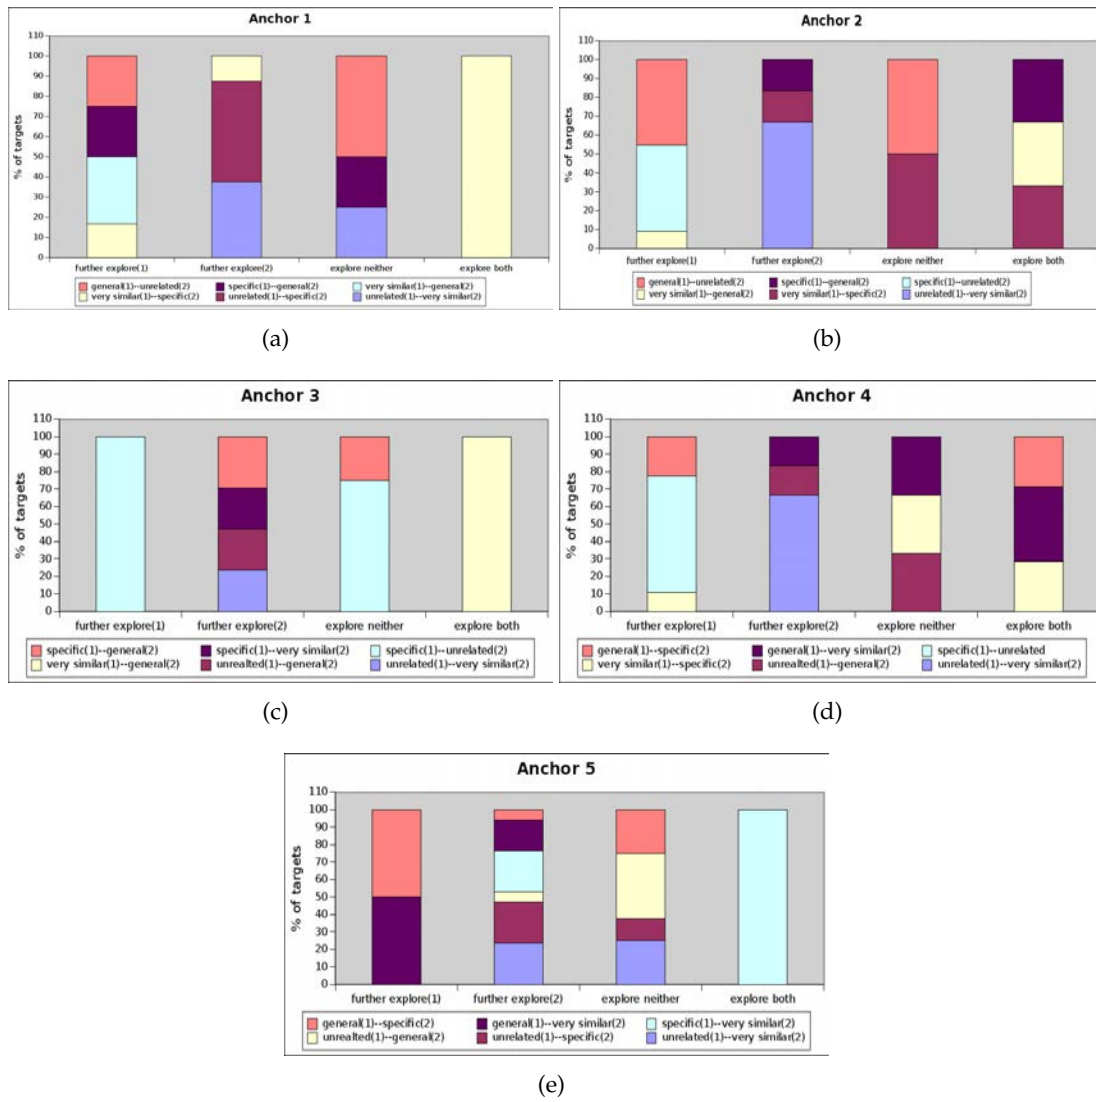 Anchor 1
% of targets
110
100
90
80
70
60
50
40
30
20
10
0
further explore(1) further explore(2) explore neither explore both
general(1)--unrelated(2) specific(1)--general(2) very similar(1)--general(2)
very similar(1)--specific(2) unrelated(1)--specific(2) unrelated(1)--very similar(2)
(a)
Anchor 2
% of targets
110
100
90
80
70
60
50
40
30
20
10
0
further explore(1) further explore(2) explore neither explore both
general(1)--unrelated(2) specific(1)--general(2) specific(1)--unrelated(2)
very similar(1)--general(2) very similar(1)--specific(2) unrelated(1)--very similar(2)
(b)
Anchor 3
% of targets
110
100
90
80
70
60
50
40
30
20
10
0
further explore(1) further explore(2) explore neither explore both
specific(1)--general(2) specific(1)--very similar(2) specific(1)--unrelated(2)
very similar(1)--general(2) unrealted(1)--general(2) unrelated(1)--very similar(2)
(c)
Anchor 4
% of targets
110
100
90
80
70
60
50
40
30
20
10
0
further explore(1) further explore(2) explore neither explore both
general(1)--specific(2) general(1)--very similar(2) specific(1)--unrelated
very similar(1)--specific(2) unrealted(1)--general(2) unrelated(1)--very similar(2)
(d)
Anchor 5
% of targets
110
100
90
80
70
60
50
40
30
20
10
0
further explore(1) further explore(2) explore neither explore both
general(1)--specific(2) general(1)--very similar(2) specific(1)--very similar(2)
unrealted(1)--general(2) unrelated(1)--specific(2) unrelated(1)--very similar(2)
(e)